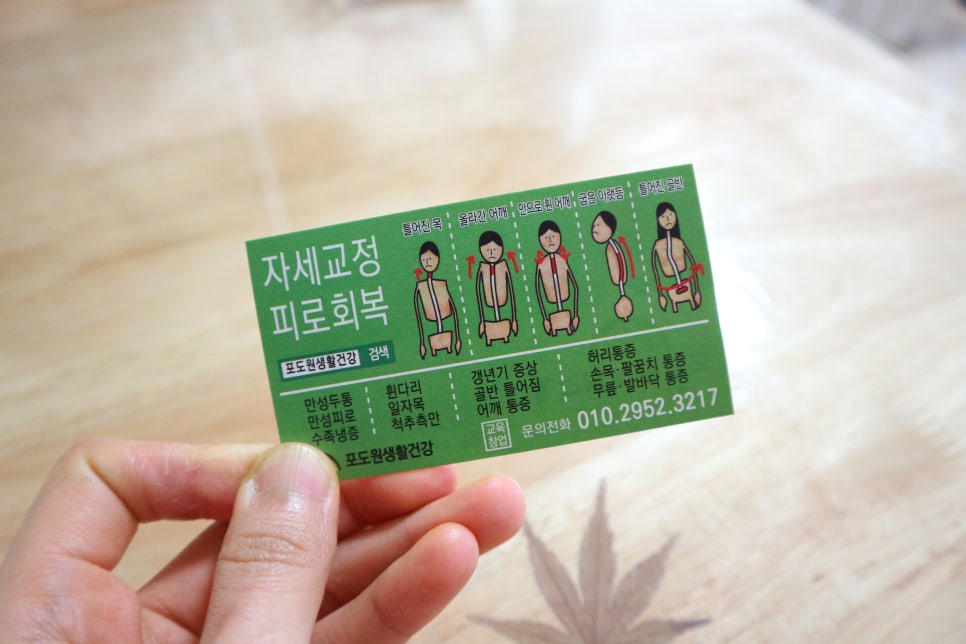 자세교정
피로회복
포도원생활건강 검색
틀어진 목
올라간 어깨
안으로 휜 어깨
굽은 아랫등
틀어진 골반
만성두통
만성피로
수족냉증
휜다리
일자목
척추측만
갱년기 증상
골반 틀어짐
어깨 통증
허리통증
손목·팔꿈치 통증
무릎·발바닥 통증
포도원생활건강
교육
창업
문의전화 010.2952.3217